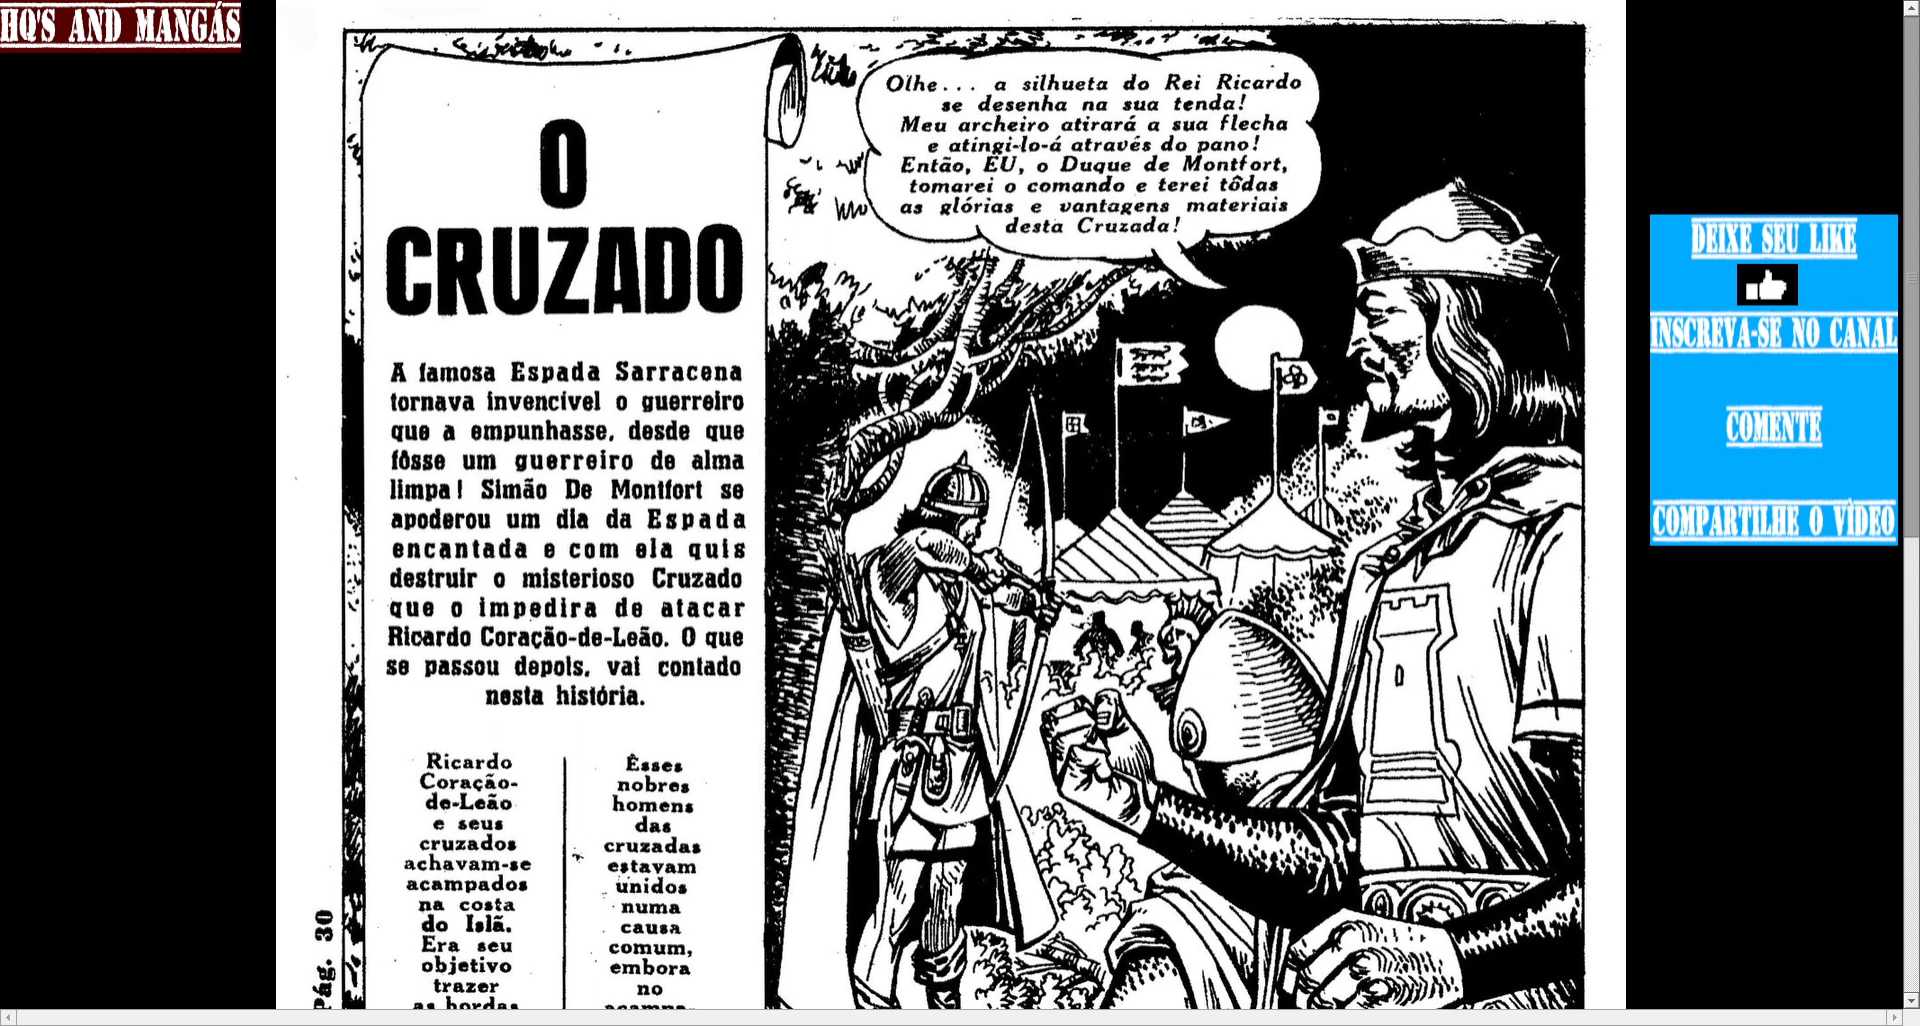 HQ'S AND MANGÁS
O
CRUZADO
A famosa Espada Sarracena
tornava invencível o guerreiro
que a empunhasse, desde que
fôsse um guerreiro de alma
limpa! Simão De Montfort se
apoderou um dia da Espada
encantada e com ela quis
destruir o misterioso Cruzado
que o impedira de atacar
Ricardo Coração-de-Leão. O que
se passou depois, vai contado
nesta história.
Ricardo
Coração-
de-Leão
e seus
cruzados
achavam-se
acampados
na costa
do Islã.
Era seu
objetivo
trazer
as hordas
Êsses
nobres
homens
das
cruzadas
estavam
unidos
numa
causa
comum,
embora
no
acampa-
Pág. 30
Olhe... a silhueta do Rei Ricardo
se desenha na sua tenda!
Meu archeiro atirará a sua flecha
e atingi-lo-á através do pano!
Então, EU, o Duque de Montfort,
tomarei o comando e terei tôdas
as glórias e vantagens materiais
desta Cruzada!
DEIXE SEU LIKE
INSCREVA-SE NO CANAL
COMENTE
COMPARTILHE O VÍDEO